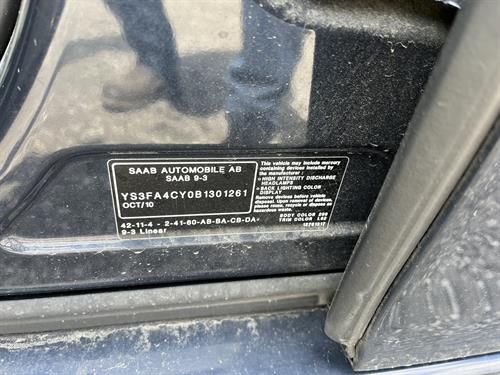 SAAB AUTOMOBILE AB
SAAB 9-3
YS3FA4CY0B1301261
OCT/10
42-11-4 - 2-41-60-AB-BA-CB-DA-
9-3 Linear
This vehicle may include mercury
containing devices installed by
the manufacturer :
> HIGH INTENSITY DISCHARGE
HEADLAMPS
> BACK LIGHTING COLOR
DISPLAY
Remove devices before vehicle
disposal. Upon removal of devices,
please reuse, recycle or dispose as
hazardous waste.
BODY COLOR
TRIM COLOR